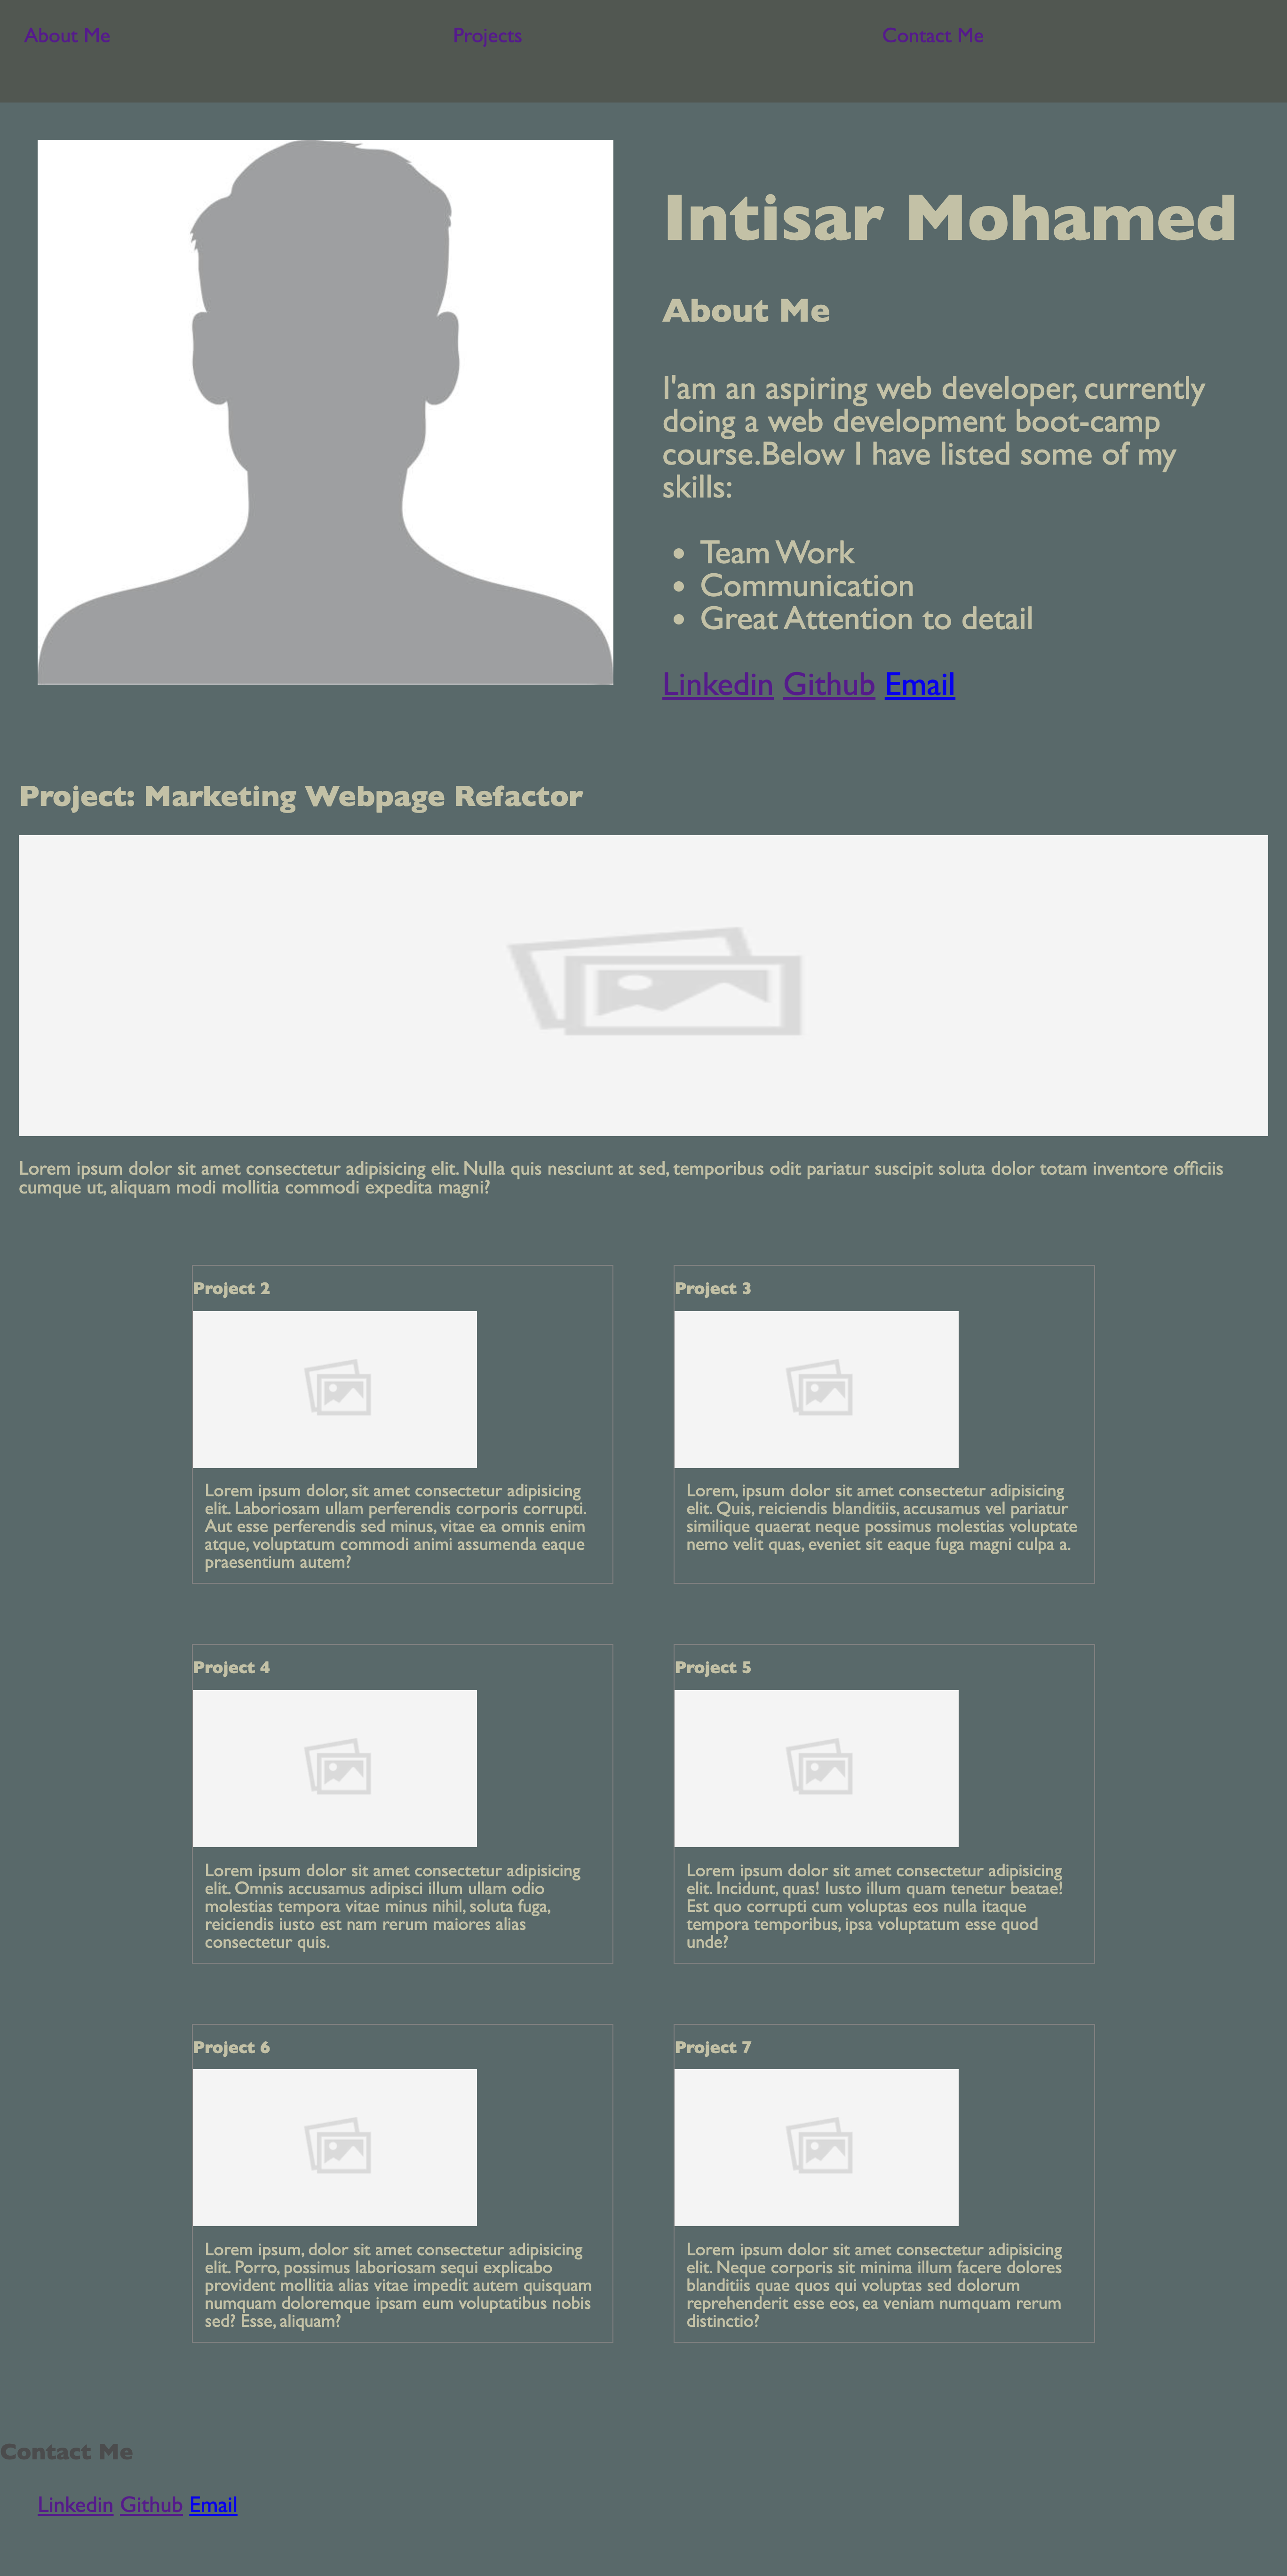 About Me Projects Contact Me
Intisar Mohamed
About Me
I'am an aspiring web developer, currently
doing a web development boot-camp
course.Below I have listed some of my
skills:
• Team Work
• Communication
• Great Attention to detail
Linkedin Github Email
Project: Marketing Webpage Refactor
Lorem ipsum dolor sit amet consectetur adipisicing elit. Nulla quis nesciunt at sed, temporibus odit pariatur suscipit soluta dolor totam inventore officiis
cumque ut, aliquam modi mollitia commodi expedita magni?
Project 2
Lorem ipsum dolor, sit amet consectetur adipisicing
elit. Laboriosam ullam perferendis corporis corrupti.
Aut esse perferendis sed minus, vitae ea omnis enim
atque, voluptatum commodi animi assumenda eaque
praesentium autem?
Project 3
Lorem, ipsum dolor sit amet consectetur adipisicing
elit. Quis, reiciendis blanditiis, accusamus vel pariatur
similique quaerat neque possimus molestias voluptate
nemo velit quas, eveniet sit eaque fuga magni culpa a.
Project 4
Lorem ipsum dolor sit amet consectetur adipisicing
elit. Omnis accusamus adipisci illum ullam odio
molestias tempora vitae minus nihil, soluta fuga,
reiciendis iusto est nam rerum maiores alias
consectetur quis.
Project 5
Lorem ipsum dolor sit amet consectetur adipisicing
elit. Incidunt, quas! Iusto illum quam tenetur beatae!
Est quo corrupti cum voluptas eos nulla itaque
tempora temporibus, ipsa voluptatum esse quod
unde?
Project 6
Lorem ipsum, dolor sit amet consectetur adipisicing
elit. Porro, possimus laboriosam sequi explicabo
provident mollitia alias vitae impedit autem quisquam
numquam doloremque ipsam eum voluptatibus nobis
sed? Esse, aliquam?
Project 7
Lorem ipsum dolor sit amet consectetur adipisicing
elit. Neque corporis sit minima illum facere dolores
blanditiis quae quos qui voluptas sed dolorum
reprehenderit esse eos, ea veniam numquam rerum
distinctio?
Contact Me
Linkedin Github Email